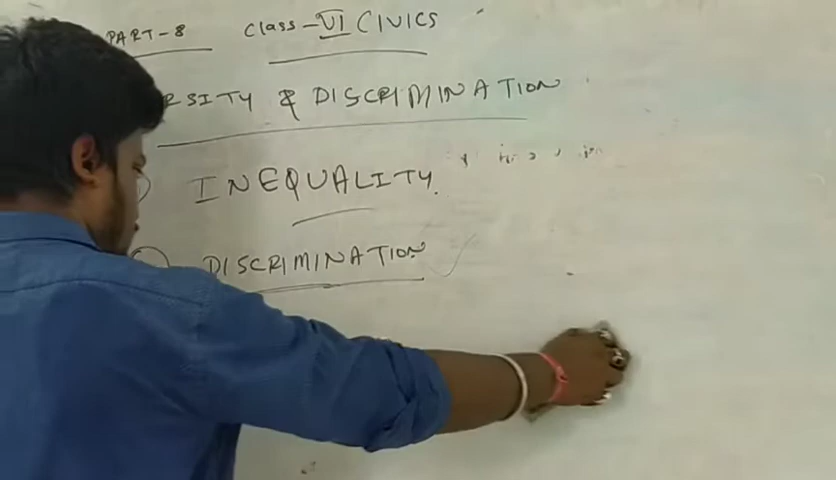 PART-8 Class-VI CIVICS
RSITY & DISCRIMINATION
INEQUALITY.
DISCRIMINATION